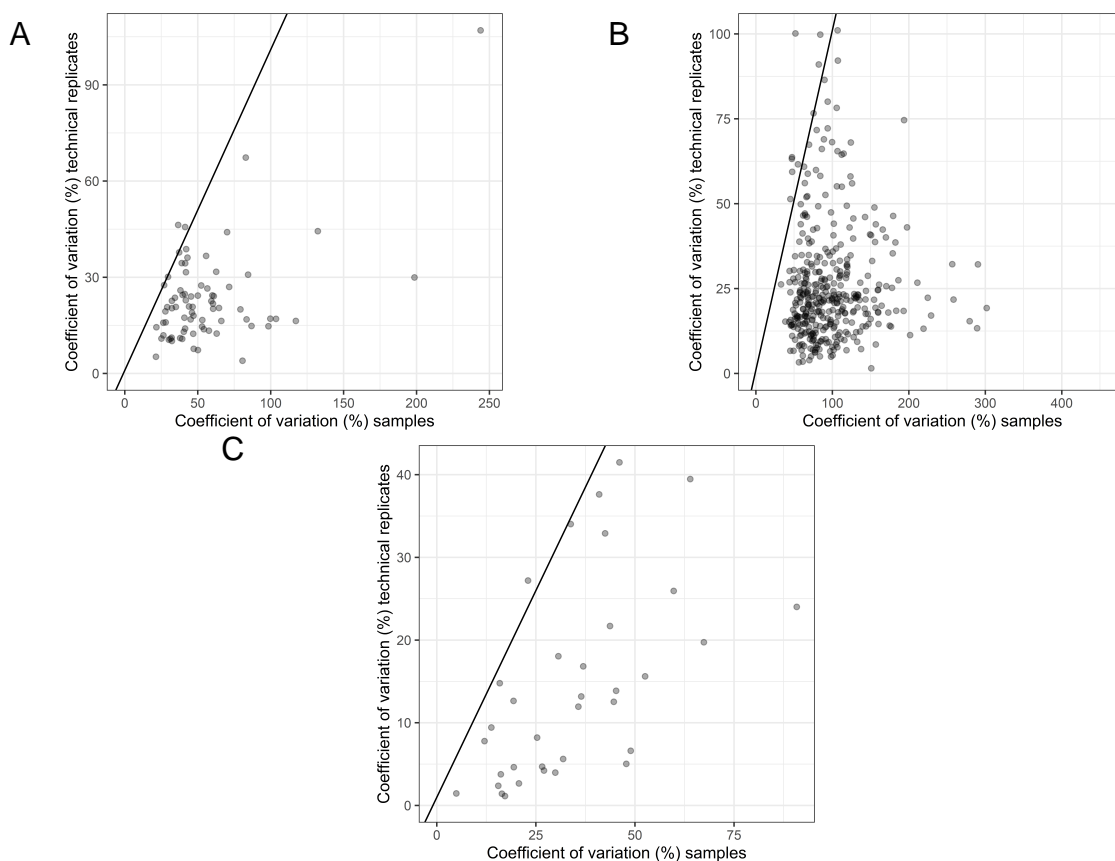 A
Coefficient of variation (%) technical replicates
90
60
30
0
0 50 100 150 200 250
Coefficient of variation (%) samples
B
Coefficient of variation (%) technical replicates
100
75
50
25
0
0 100 200 300 400
Coefficient of variation (%) samples
C
Coefficient of variation (%) technical replicates
40
30
20
10
0
0 25 50 75
Coefficient of variation (%) samples